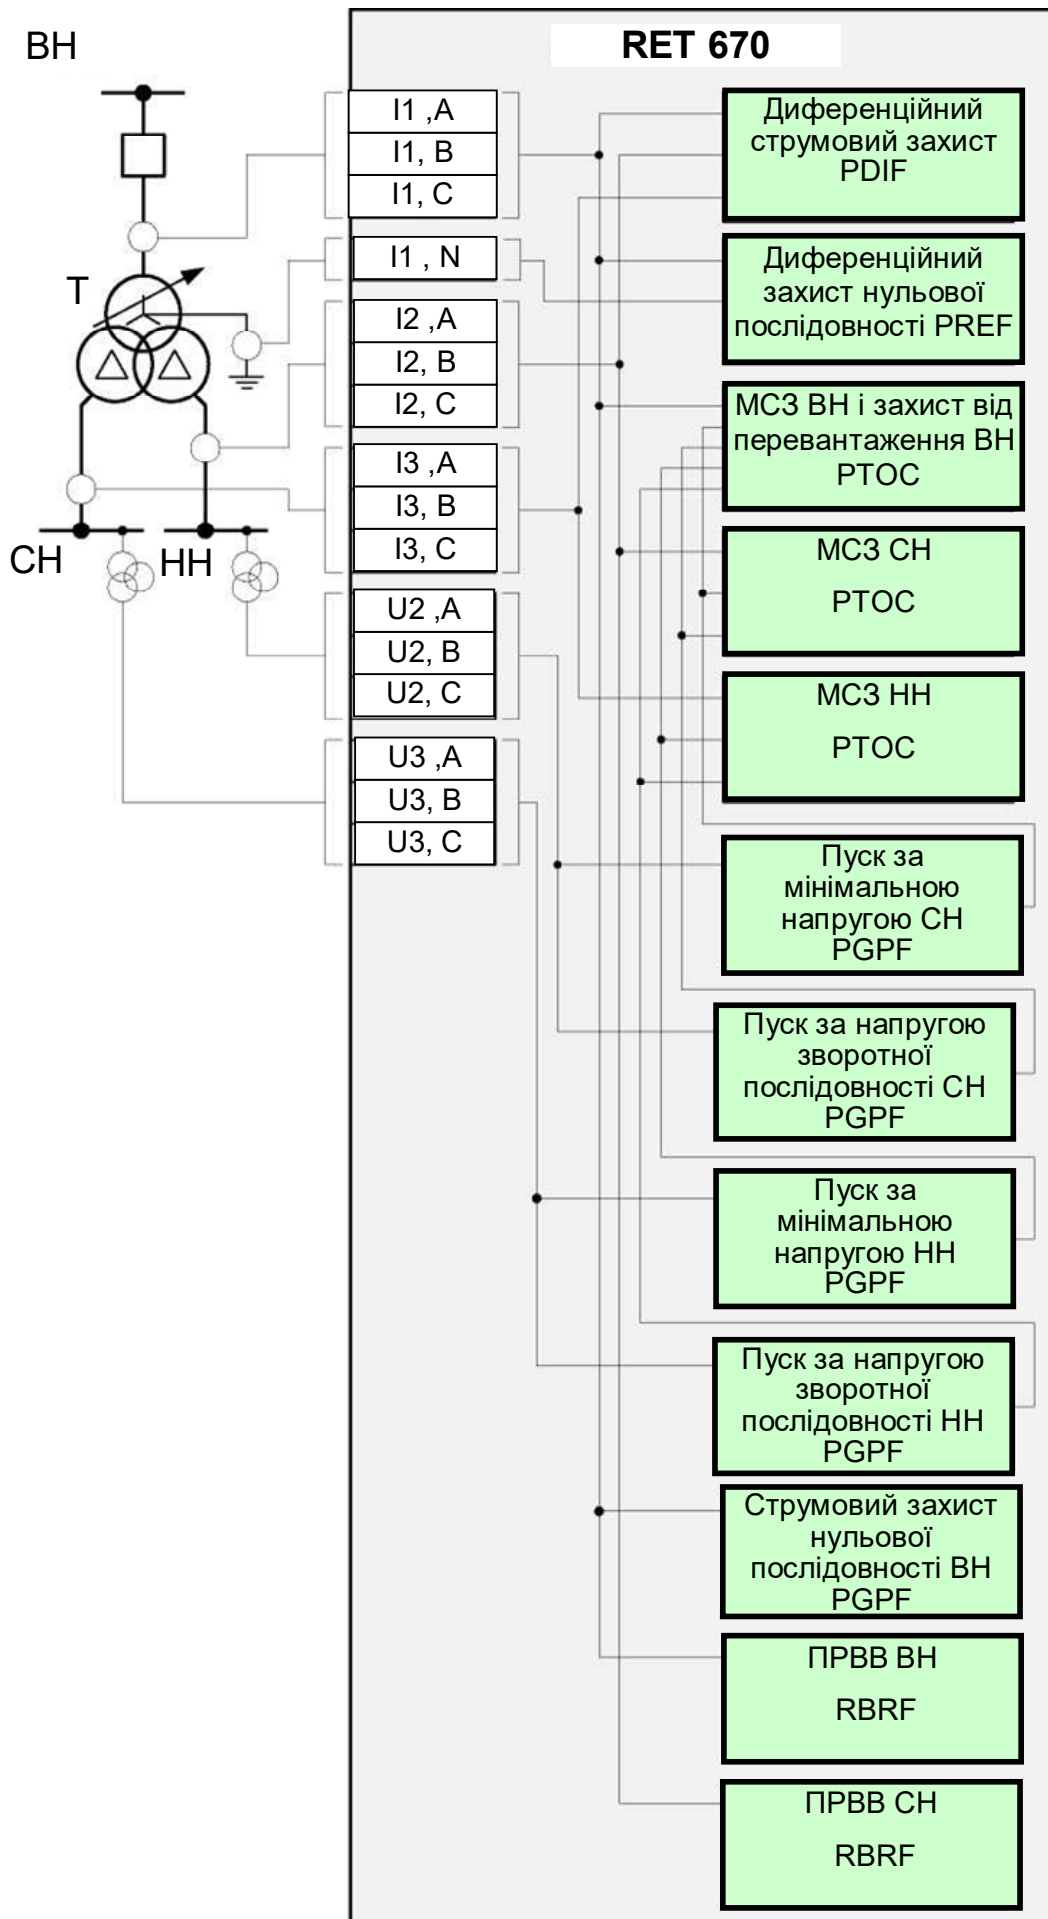 ВН
RET 670
I1 ,A
I1, B
I1, C
I1 , N
I2 ,A
I2, B
I2, C
I3 ,A
I3, B
I3, C
U2 ,A
U2, B
U2, C
U3 ,A
U3, B
U3, C
Т
СН
НН
Диференційний
струмовий захист
PDIF
Диференційний
захист нульової
послідовності PREF
МСЗ ВН і захист від
перевантаження ВН
PTOC
МСЗ СН
PTOC
МСЗ НН
PTOC
Пуск за
мінімальною
напругою СН
PGPF
Пуск за напругою
зворотної
послідовності СН
PGPF
Пуск за
мінімальною
напругою НН
PGPF
Пуск за напругою
зворотної
послідовності НН
PGPF
Струмовий захист
нульової
послідовності ВН
PGPF
ПРВВ ВН
RBRF
ПРВВ СН
RBRF